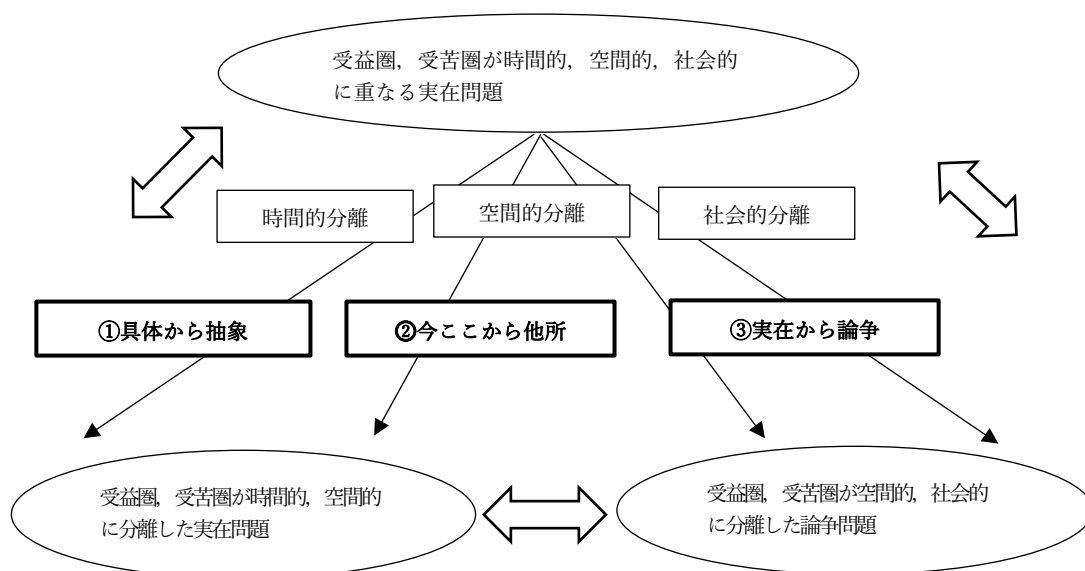 受益圏，受苦圏が時間的，空間的，社会的
に重なる実在問題
時間的分離
空間的分離
社会的分離
①具体から抽象
②今ここから他所
③実在から論争
受益圏，受苦圏が時間的，空間的
に分離した実在問題
受益圏，受苦圏が空間的，社会的
に分離した論争問題